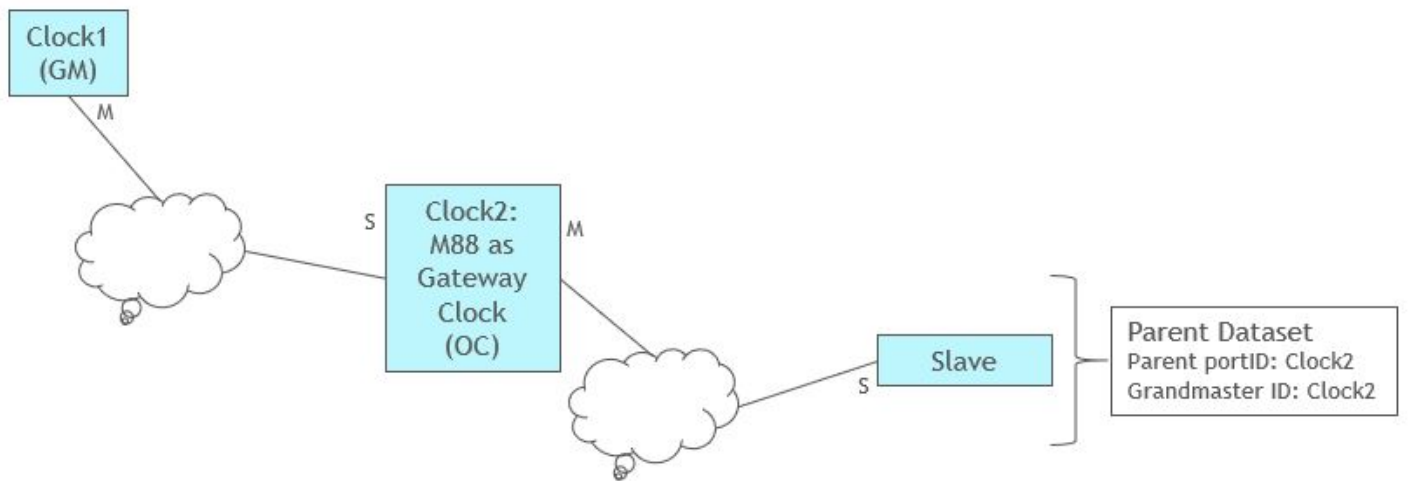 Clock1
(GM)
M
S
Clock2:
M88 as
Gateway
Clock
(OC)
M
S
Slave
Parent Dataset
Parent portID: Clock2
Grandmaster ID: Clock2